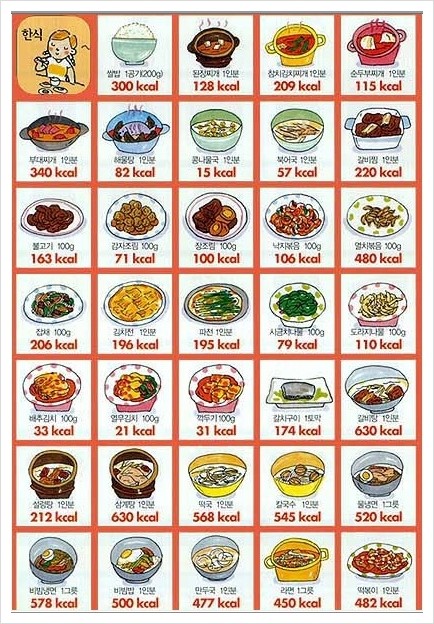 한식
쌀밥 1공기(200g)
300 kcal
된장찌개 1인분
128 kcal
참치김치찌개 1인분
209 kcal
순두부찌개 1인분
115 kcal
부대찌개 1인분
340 kcal
해물탕 1인분
82 kcal
콩나물국 1인분
15 kcal
북어국 1인분
57 kcal
갈비찜 1인분
220 kcal
불고기 100g
163 kcal
감자조림 100g
71 kcal
장조림 100g
100 kcal
낙지볶음 100g
106 kcal
멸치볶음 100g
480 kcal
잡채 100g
206 kcal
김치전 1인분
196 kcal
파전 1인분
195 kcal
시금치나물 100g
79 kcal
도라지나물 100g
110 kcal
배추김치 100g
33 kcal
열무김치 100g
21 kcal
깍두기 100g
31 kcal
갈치구이 1토막
174 kcal
갈비탕 1인분
630 kcal
설렁탕 1인분
212 kcal
삼계탕 1인분
630 kcal
떡국 1인분
568 kcal
칼국수 1인분
545 kcal
물냉면 1그릇
520 kcal
비빔냉면 1그릇
578 kcal
비빔밥 1인분
500 kcal
만두국 1인분
477 kcal
라면 1그릇
450 kcal
떡볶이 1인분
482 kcal